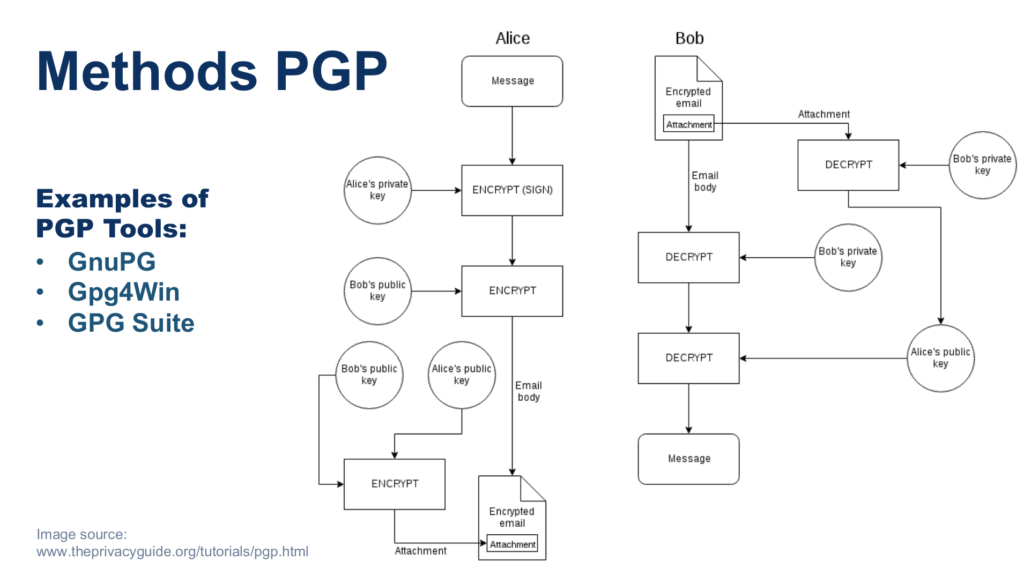 Methods PGP
Examples of
PGP Tools:
• GnuPG
• Gpg4Win
• GPG Suite
Image source:
www.theprivacyguide.org/tutorials/pgp.html
Alice
Message
Alice's private
key
ENCRYPT (SIGN)
Bob's public
key
ENCRYPT
Bob's public
key
Alice's public
key
Email
body
ENCRYPT
Attachment
Encrypted
email
Attachment
Bob
Encrypted
email
Attachment
Attachment
DECRYPT
Bob's private
key
Email
body
DECRYPT
Bob's private
key
DECRYPT
Alice's public
key
Message